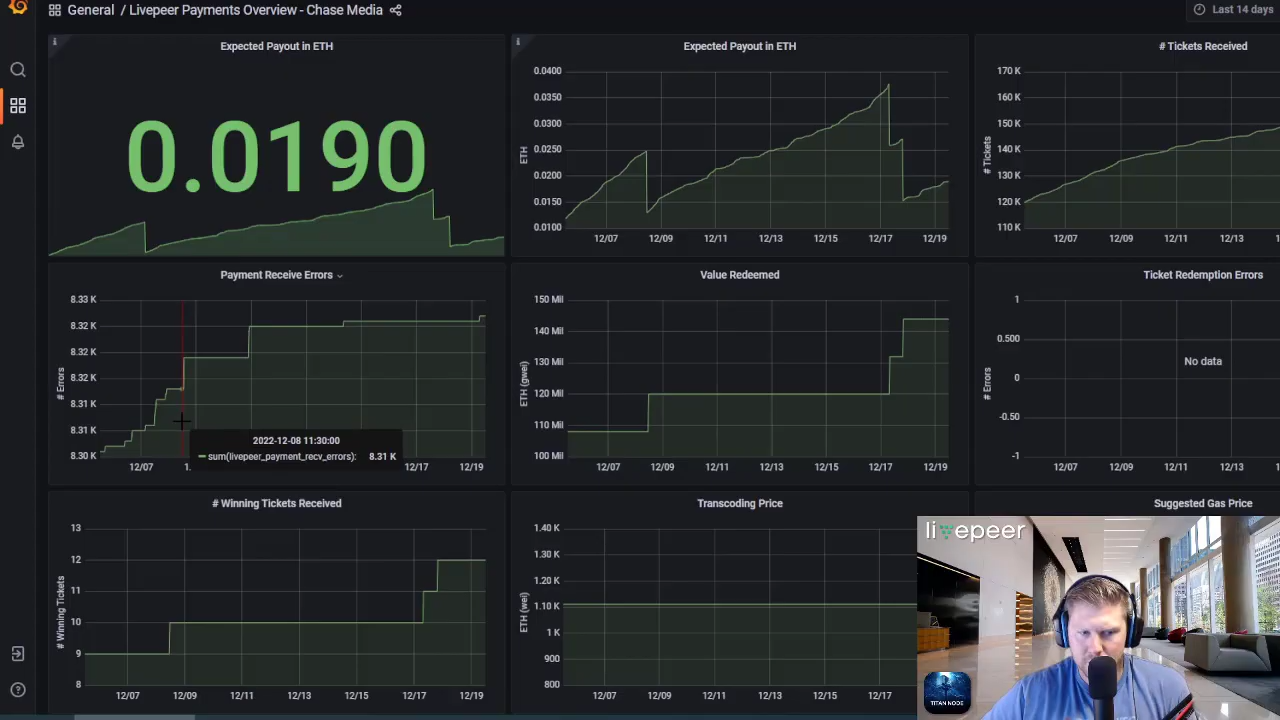 General / Livepeer Payments Overview - Chase Media
Last 14 days
Expected Payout in ETH
0.0190
Expected Payout in ETH
ETH
0.0400
0.0350
0.0300
0.0250
0.0200
0.0150
0.0100
12/07 12/09 12/11 12/13 12/15 12/17 12/19
# Tickets Received
# Tickets
170 K
160 K
150 K
140 K
130 K
120 K
110 K
12/07 12/09 12/11 12/13
Payment Receive Errors
# Errors
8.33 K
8.32 K
8.32 K
8.32 K
8.31 K
8.31 K
8.30 K
12/07 1 12/17 12/19
2022-12-08 11:30:00
sum(livepeer_payment_recv_errors): 8.31 K
Value Redeemed
ETH (gwei)
150 Mil
140 Mil
130 Mil
120 Mil
110 Mil
100 Mil
12/07 12/09 12/11 12/13 12/15 12/17 12/19
Ticket Redemption Errors
# Errors
1
0.500
0
-0.50
-1
No data
12/07 12/09 12/11 12/13
# Winning Tickets Received
# Winning Tickets
13
12
11
10
9
8
12/07 12/09 12/11 12/13 12/15 12/17 12/19
Transcoding Price
ETH (wei)
1.40 K
1.30 K
1.20 K
1.10 K
1 K
900
800
12/07 12/09 12/11 12/13 12/15 12/17
Suggested Gas Price
livepeer
TITAN NODE